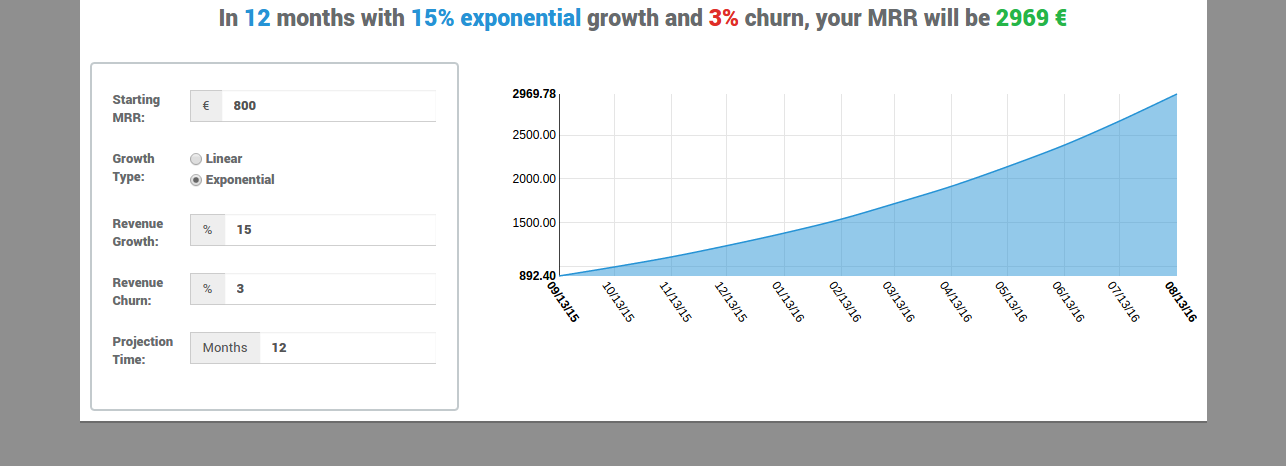 In 12 months with 15% exponential growth and 3% churn, your MRR will be 2969 €
Starting
MRR:
€ 800
Growth
Type:
Linear
Exponential
Revenue
Growth:
% 15
Revenue
Churn:
% 3
Projection
Time:
Months 12
2969.78
2500.00
2000.00
1500.00
892.40
09/13/15
10/13/15
11/13/15
12/13/15
01/13/16
02/13/16
03/13/16
04/13/16
05/13/16
06/13/16
07/13/16
08/13/16